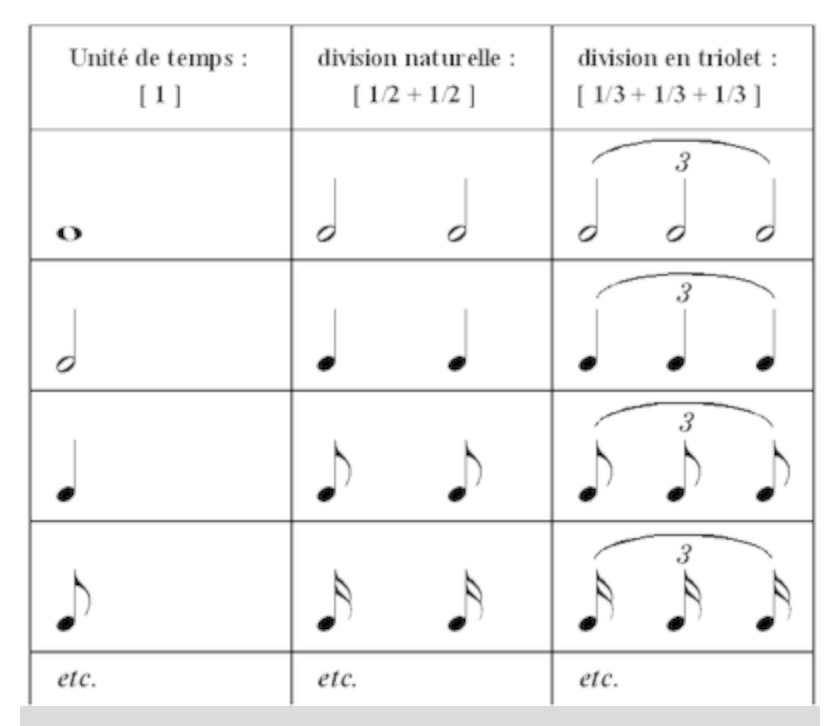 Unité de temps :
[ 1 ]
division naturelle :
[ 1/2 + 1/2 ]
division en triolet :
[ 1/3 + 1/3 + 1/3 ]
3
3
3
3
etc.
etc.
etc.